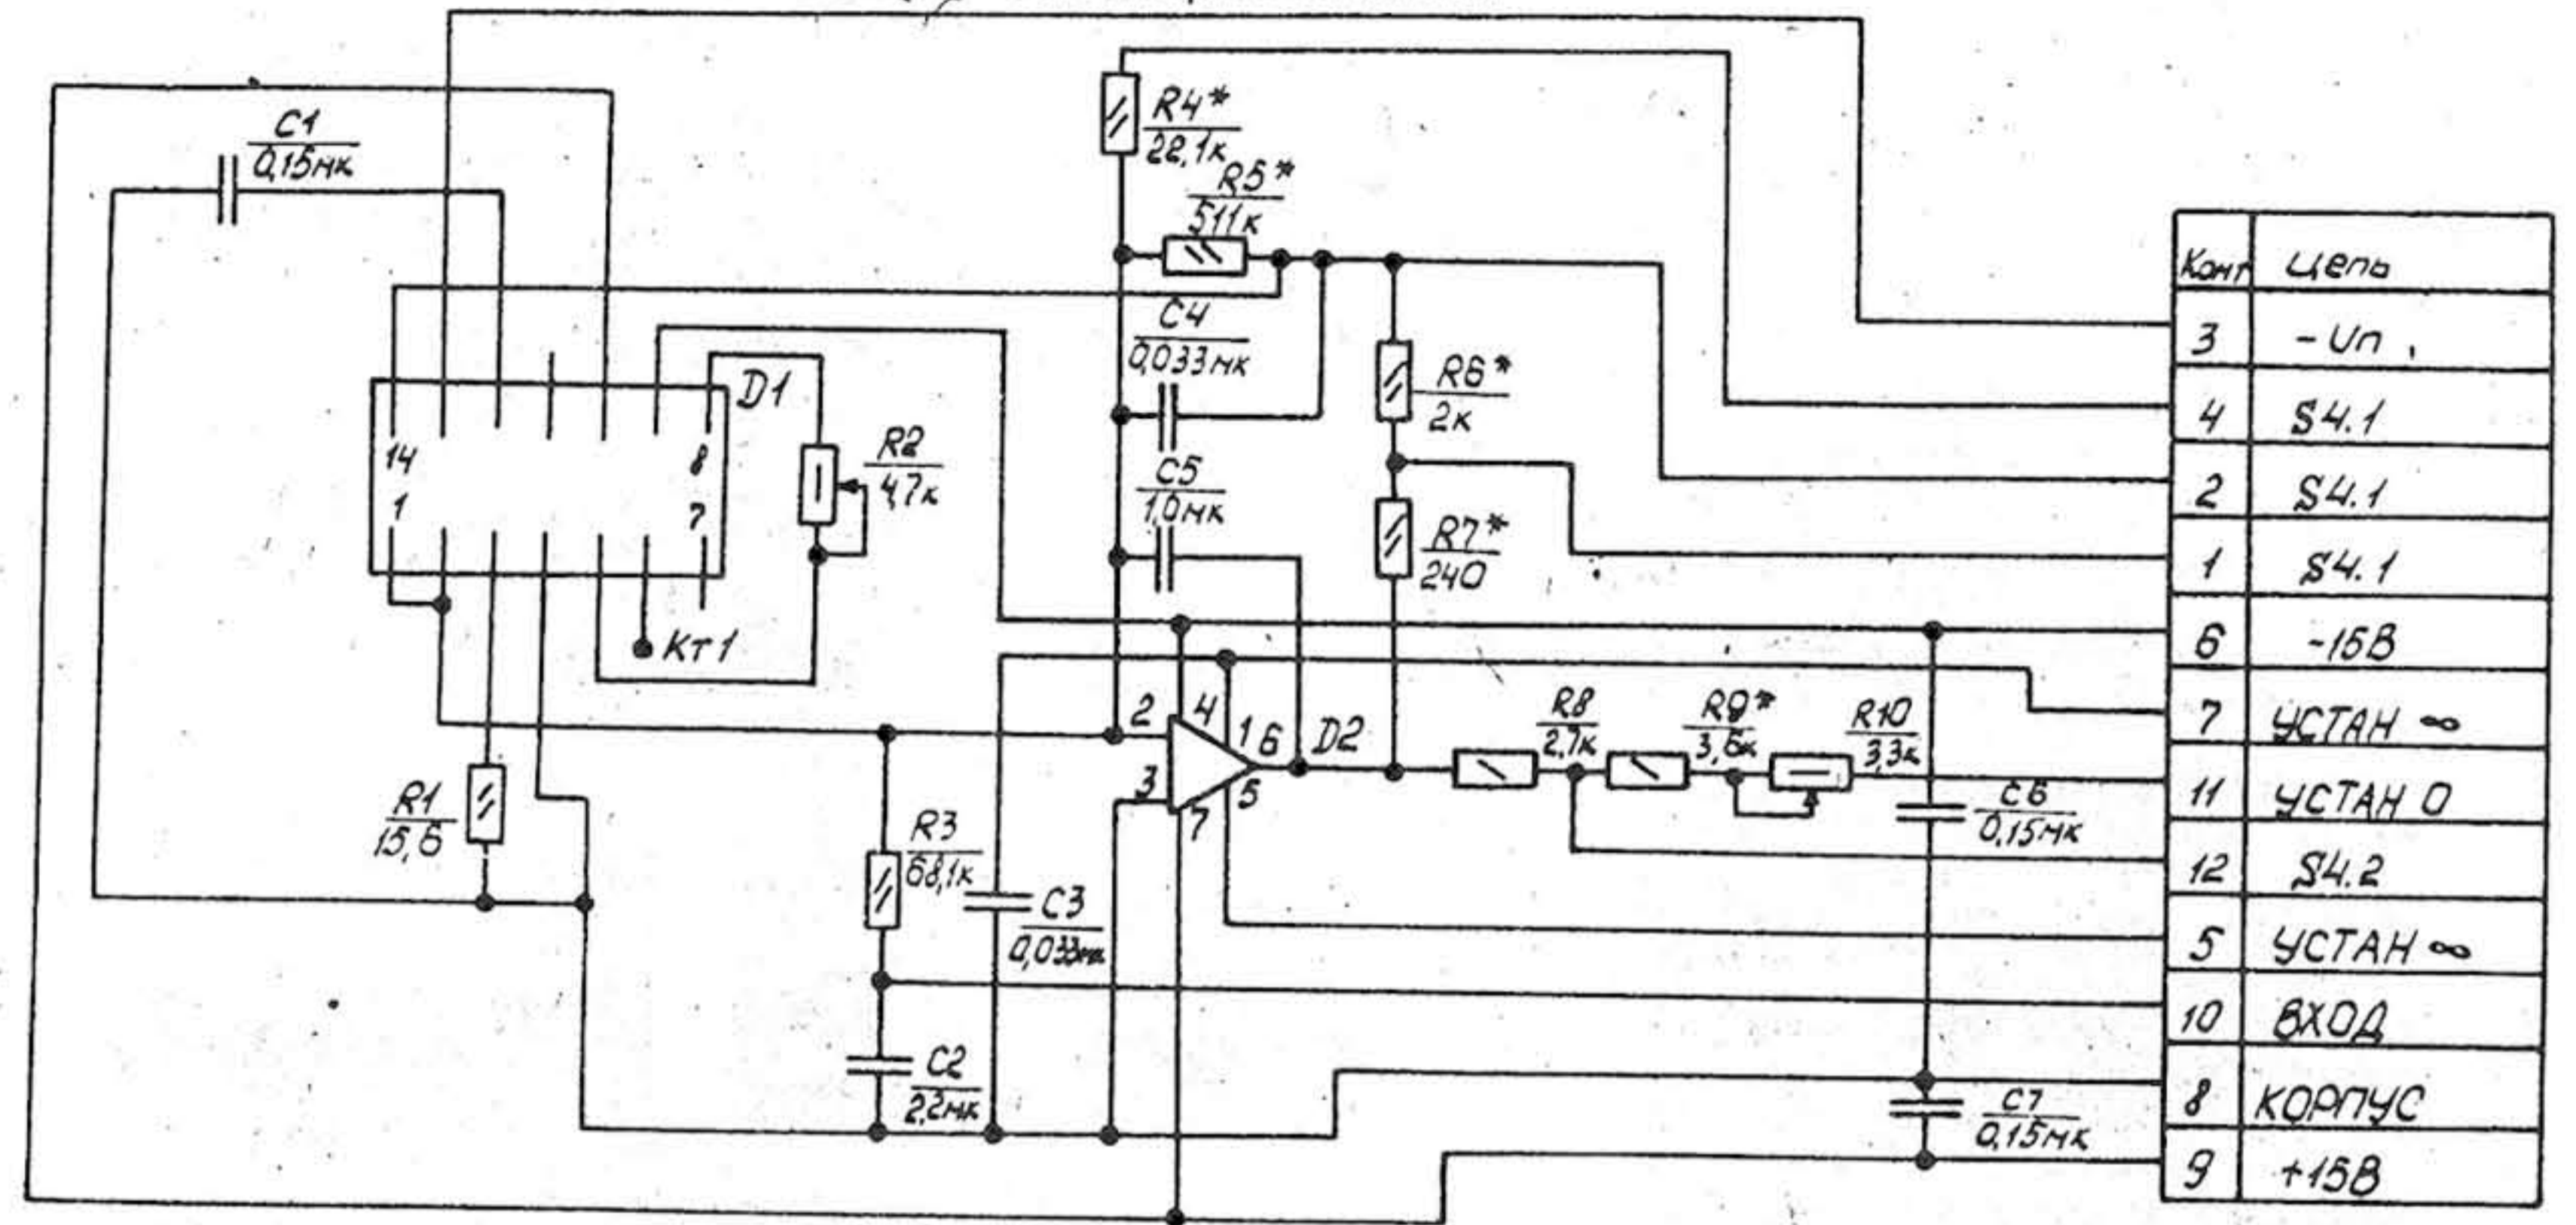 C1
0,15мк
R4*
22,1к
R5*
511к
C4
0,033мк
R6*
2к
C5
1,0мк
R7*
240
D1
14
8
1
7
R2
4,7к
Кт1
R1
15,6
2
4
1
6
D2
3
7
5
R8
2,7к
R9*
3,6к
R10
3,3к
C6
0,15мк
R3
68,1к
C3
0,033мк
C2
2,2мк
C7
0,15мк
Конт Цепь
3 -Uп
4 S4.1
2 S4.1
1 S4.1
6 -15В
7 УСТАН ∞
11 УСТАН 0
12 S4.2
5 УСТАН ∞
10 ВХОД
8 КОРПУС
9 +15В